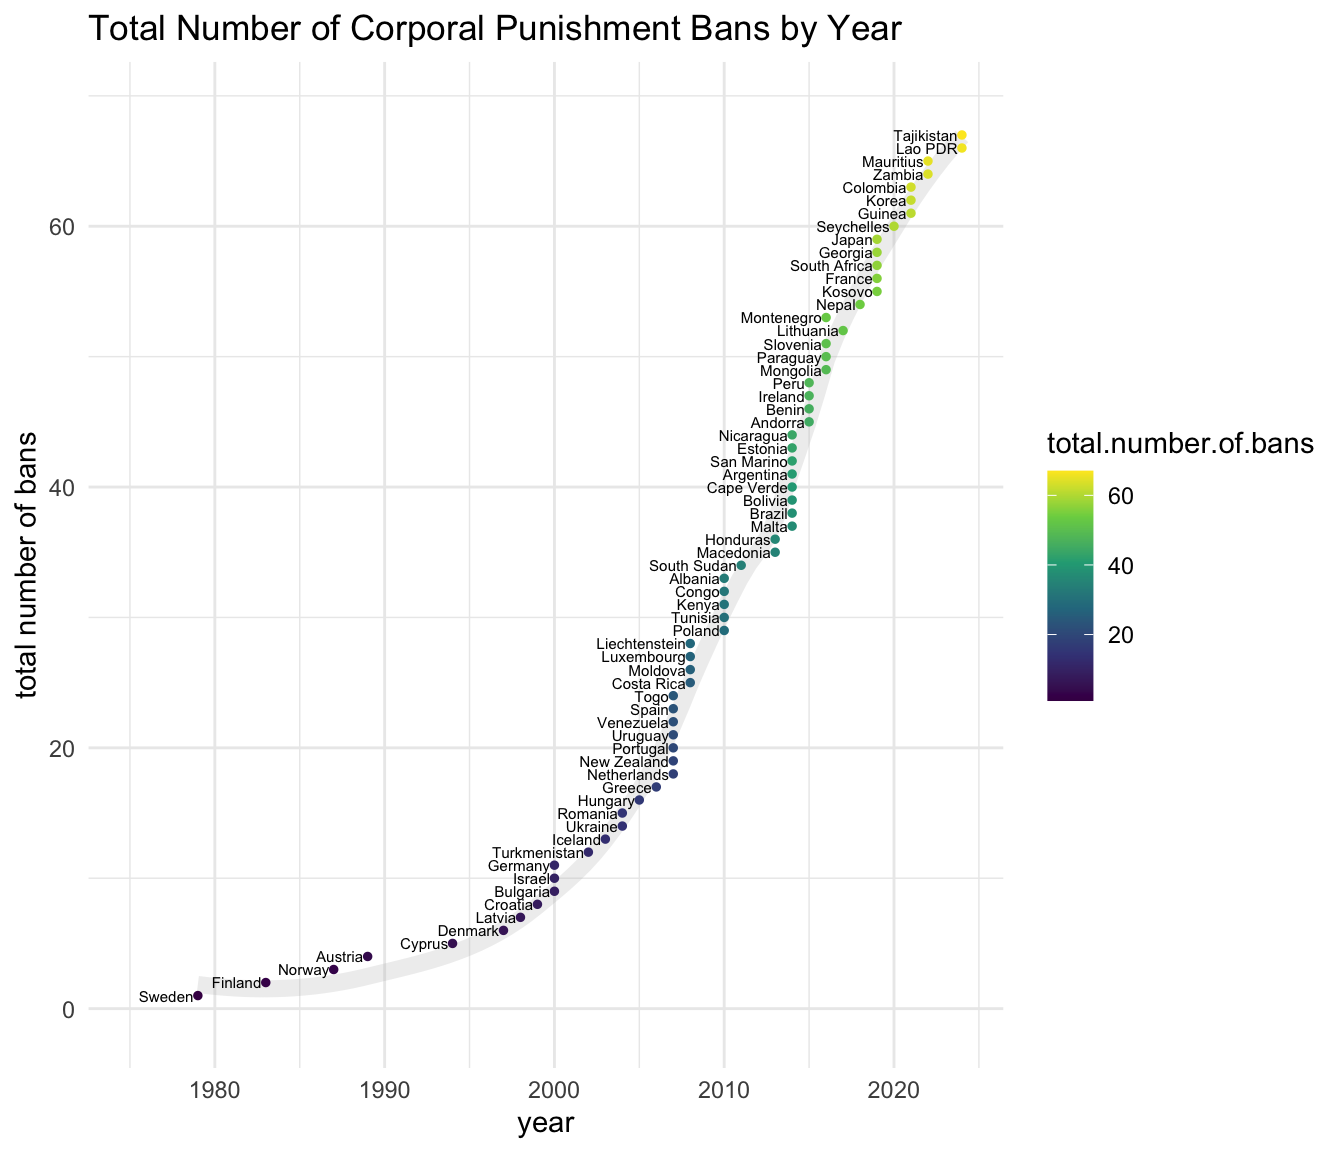 Total Number of Corporal Punishment Bans by Year
Tajikistan
Lao PDR
Mauritius
Zambia
Colombia
Korea
Guinea
60
Seychelles
Japan
Georgia
South Africa
France
Kosovo
Nepal
Montenegro
Lithuania
Slovenia
Paraguay
Mongolia
Peru
Ireland
Benin
Andorra
Nicaragua
Estonia
San Marino
Argentina
40
Cape Verde
Bolivia
Brazil
Malta
Honduras
Macedonia
South Sudan
Albania
Congo
Kenya
Tunisia
Poland
Liechtenstein
Luxembourg
Moldova
Costa Rica
Togo
Spain
Venezuela
Uruguay
20
Portugal
New Zealand
Netherlands
Greece
Hungary
Romania
Ukraine
Iceland
Turkmenistan
Germany
Israel
Bulgaria
Croatia
Latvia
Denmark
Cyprus
Austria
Norway
Finland
Sweden
0
total number of bans
1980 1990 2000 2010 2020
year
total.number.of.bans
60
40
20